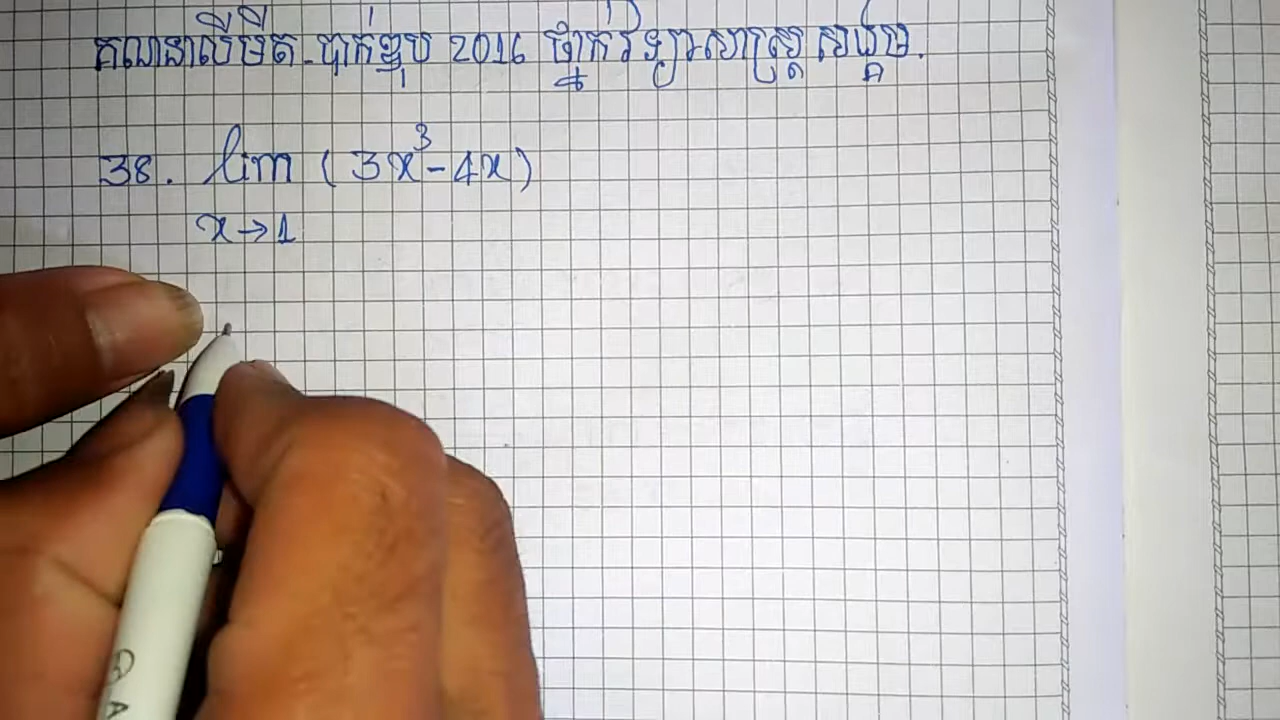 គណនាលីមីត - បាក់ឌុប 2016 ថ្នាក់វិទ្យាសាស្ត្រ សង្គម.
38. lim (3x³ - 4x)
x → 1